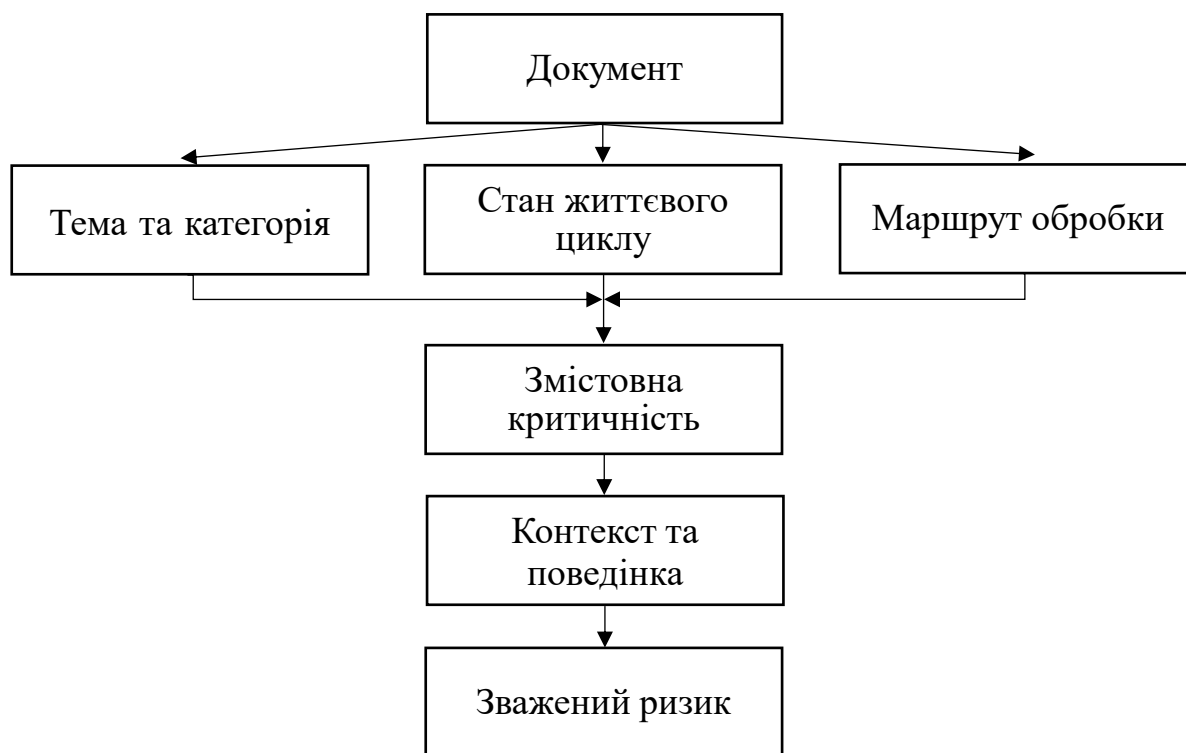 Документ
Тема та категорія
Стан життєвого
циклу
Маршрут обробки
Змістовна
критичність
Контекст та
поведінка
Зважений ризик